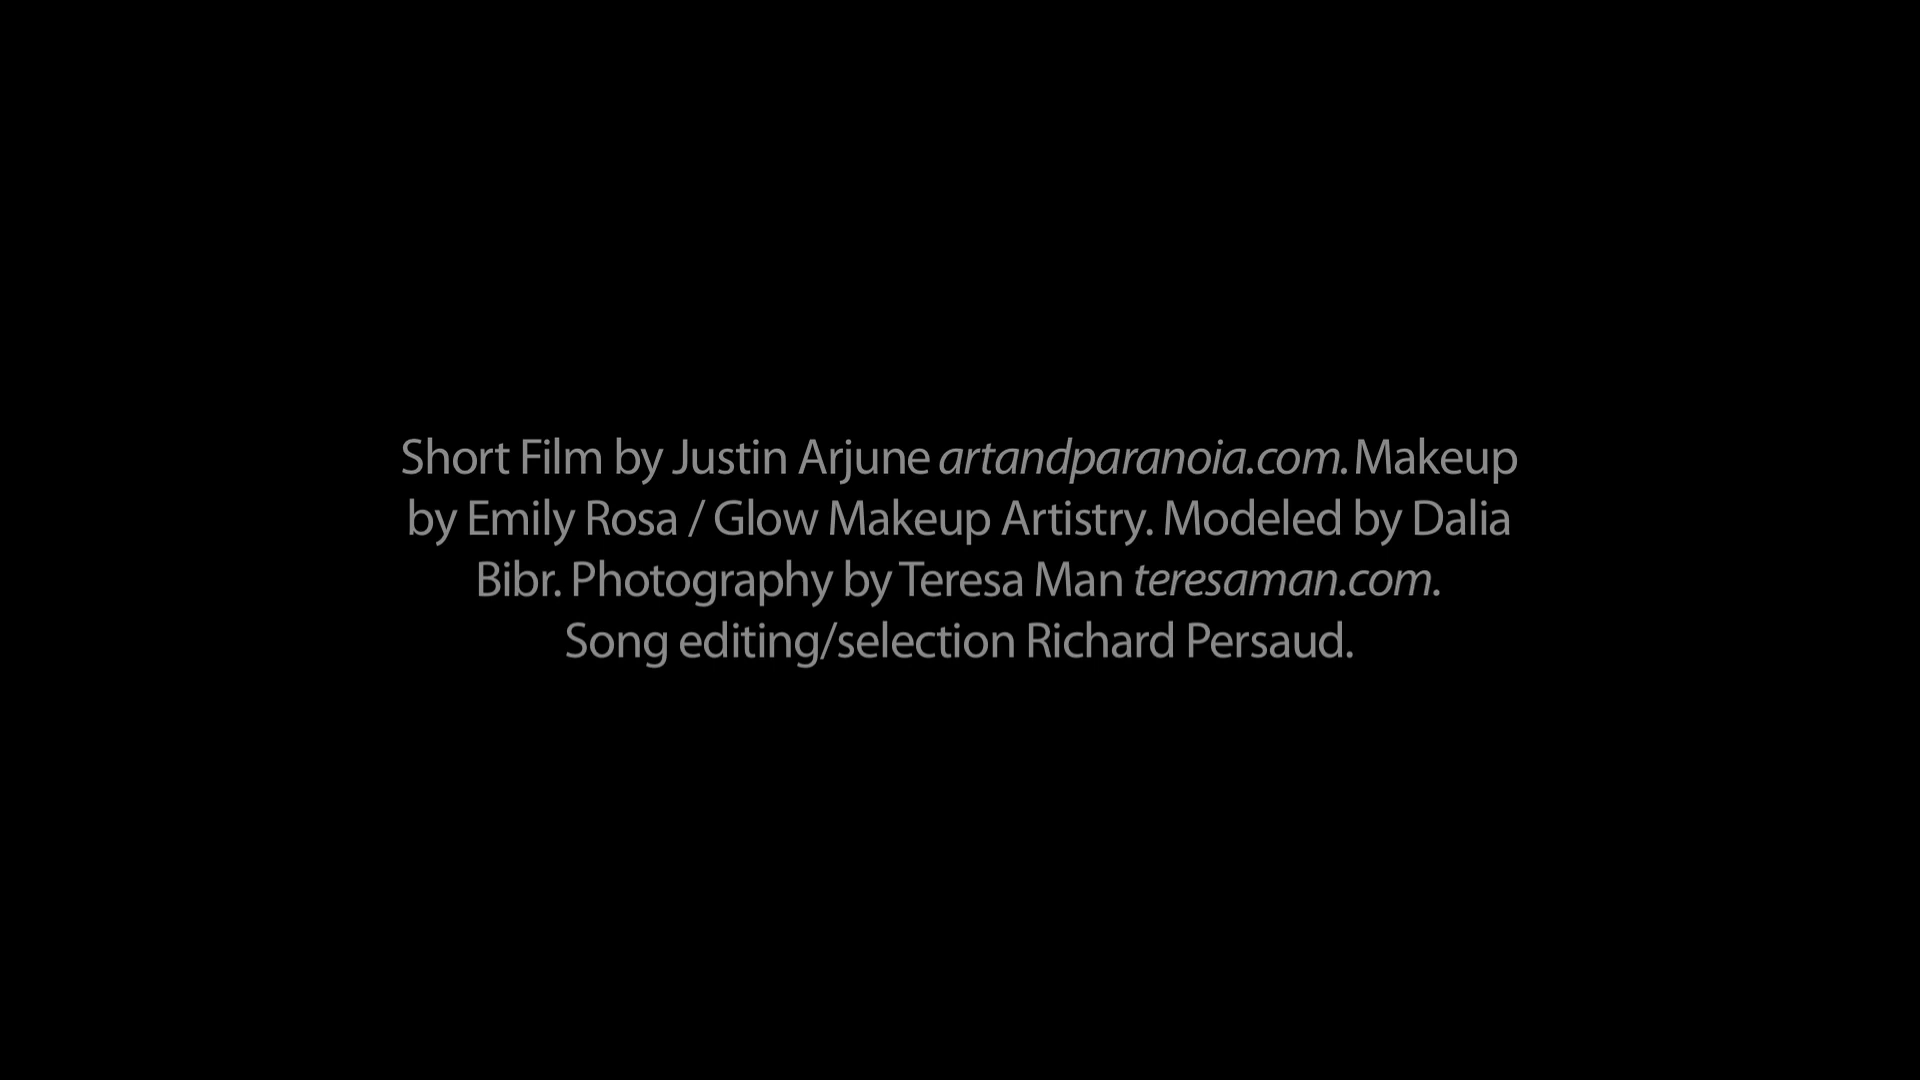 Short Film by Justin Arjune artandparanoia.com. Makeup
by Emily Rosa / Glow Makeup Artistry. Modeled by Dalia
Bibr. Photography by Teresa Man teresaman.com.
Song editing/selection Richard Persaud.